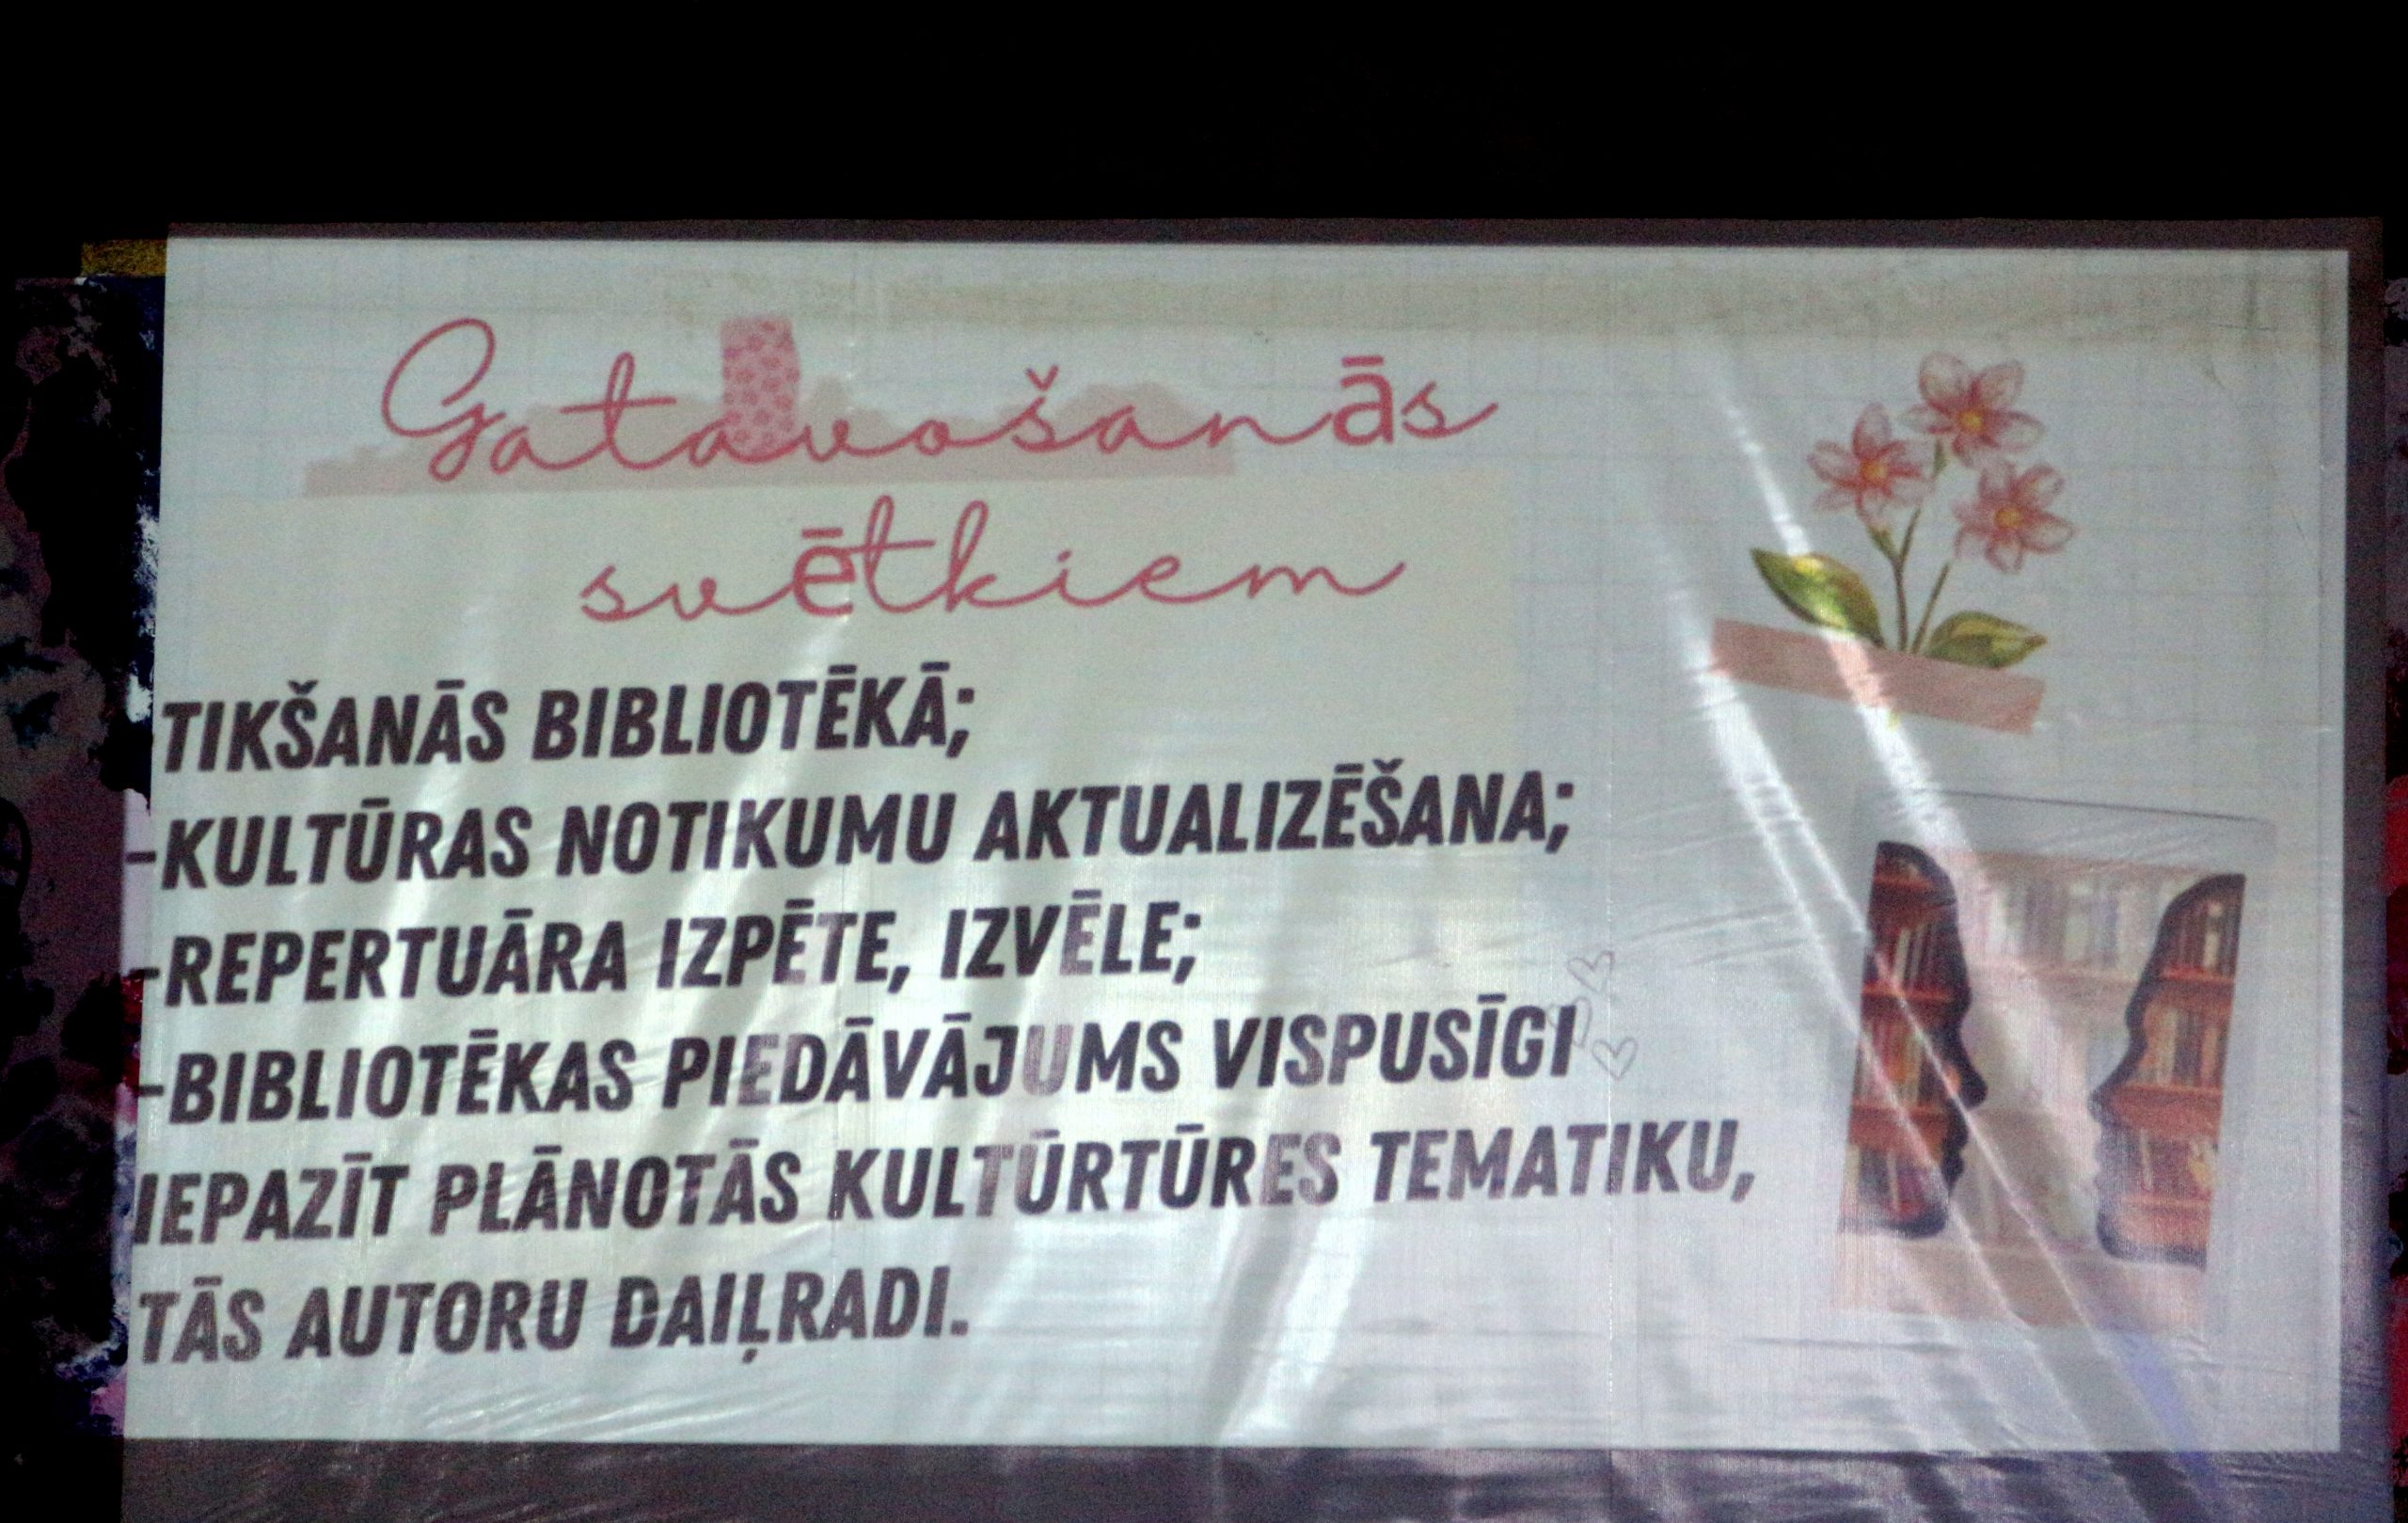 Gatavošanās
svētkiem
TIKŠANĀS BIBLIOTĒKĀ;
-KULTŪRAS NOTIKUMU AKTUALIZĒŠANA;
-REPERTUĀRA IZPĒTE, IZVĒLE;
-BIBLIOTĒKAS PIEDĀVĀJUMS VISPUSĪGI
IEPAZĪT PLĀNOTĀS KULTŪRTŪRES TEMATIKU,
TĀS AUTORU DAIĻRADI.